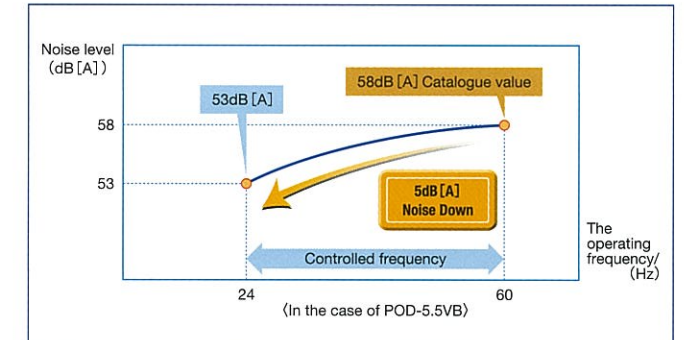 Noise level
(dB[A])
53dB[A]
58dB[A] Catalogue value
58
53
5dB[A]
Noise Down
Controlled frequency
The
operating
frequency/
(Hz)
24
60
〈In the case of POD-5.5VB〉